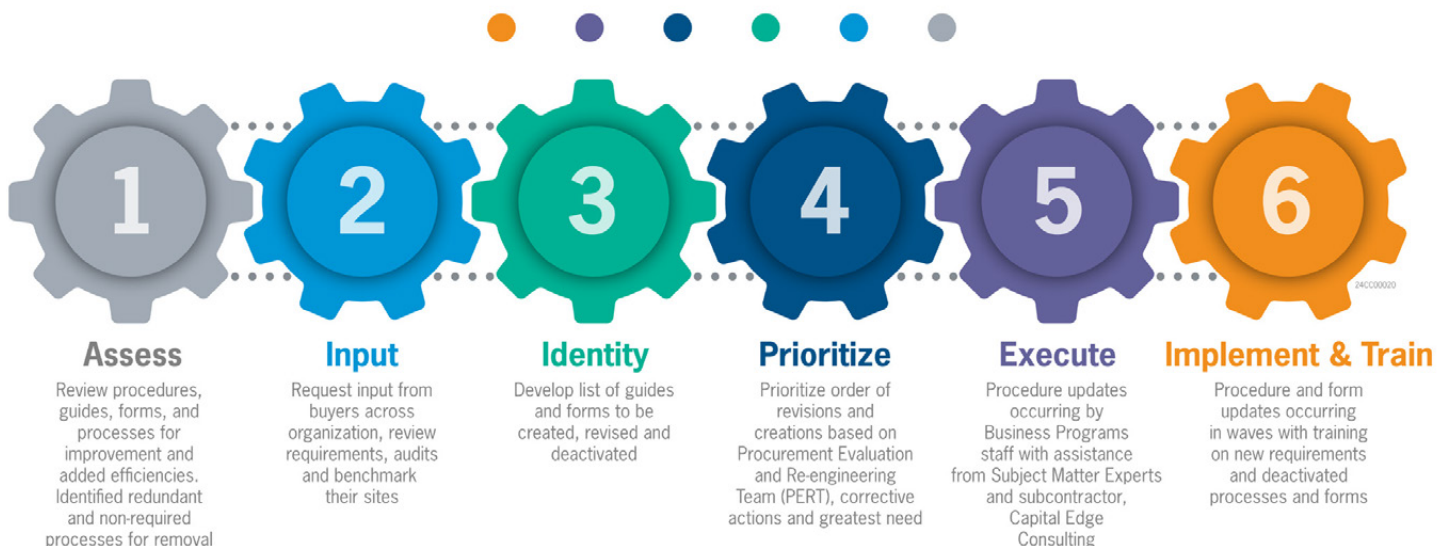 1
2
3
4
5
6
24CC00020
Assess
Review procedures,
guides, forms, and
processes for
improvement and
added efficiencies.
Identified redundant
and non-required
processes for removal
Input
Request input from
buyers across
organization, review
requirements, audits
and benchmark
their sites
Identity
Develop list of guides
and forms to be
created, revised and
deactivated
Prioritize
Prioritize order of
revisions and
creations based on
Procurement Evaluation
and Re-engineering
Team (PERT), corrective
actions and greatest need
Execute
Procedure updates
occurring by
Business Programs
staff with assistance
from Subject Matter Experts
and subcontractor,
Capital Edge
Consulting
Implement & Train
Procedure and form
updates occurring
in waves with training
on new requirements
and deactivated
processes and forms